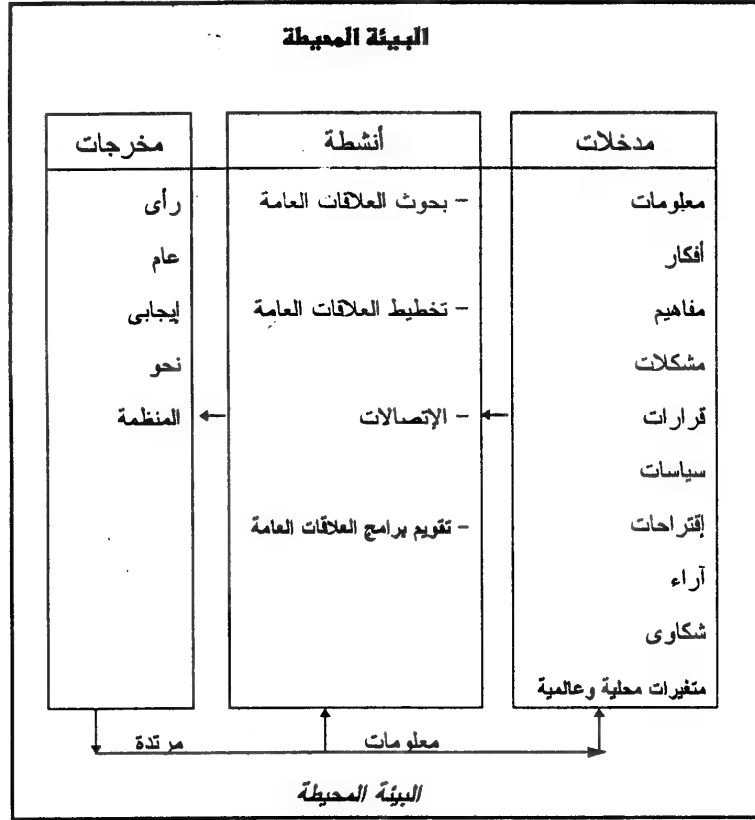 البيئة المحيطة
مدخلات
معلومات
أفكار
مفاهيم
مشكلات
قرارات
سياسات
إقتراحات
آراء
شكاوى
متغيرات محلية وعالمية
أنشطة
- بحوث العلاقات العامة
- تخطيط العلاقات العامة
- الإتصالات
- تقويم برامج العلاقات العامة
مخرجات
رأى
عام
إيجابى
نحو
المنظمة
معلومات مرتدة
البيئة المحيطة